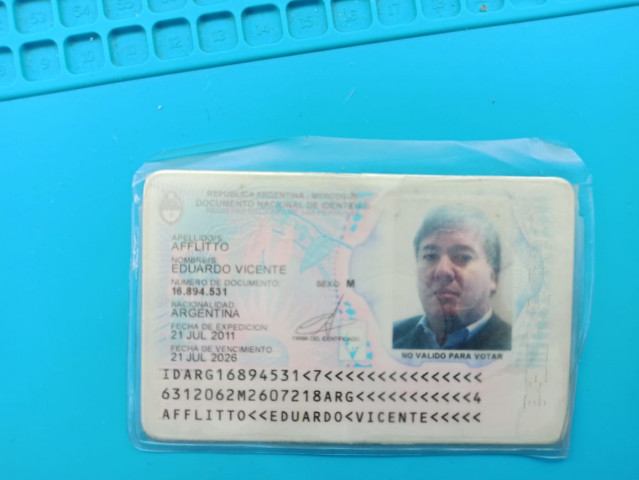 REPÚBLICA ARGENTINA - MERCOSUR
DOCUMENTO NACIONAL DE IDENTIDAD
APELLIDO/S
AFFLITTO
NOMBRE/S
EDUARDO VICENTE
NUMERO DE DOCUMENTO: SEXO M
16.894.531
NACIONALIDAD
ARGENTINA
FECHA DE EXPEDICION
21 JUL 2011
FIRMA DEL IDENTIFICADO
FECHA DE VENCIMIENTO
21 JUL 2026
NO VALIDO PARA VOTAR
IDARG16894531<7<<<<<<<<<<<<<<<
6312062M2607218ARG<<<<<<<<<<<4
AFFLITTO<<EDUARDO<VICENTE<<<<<